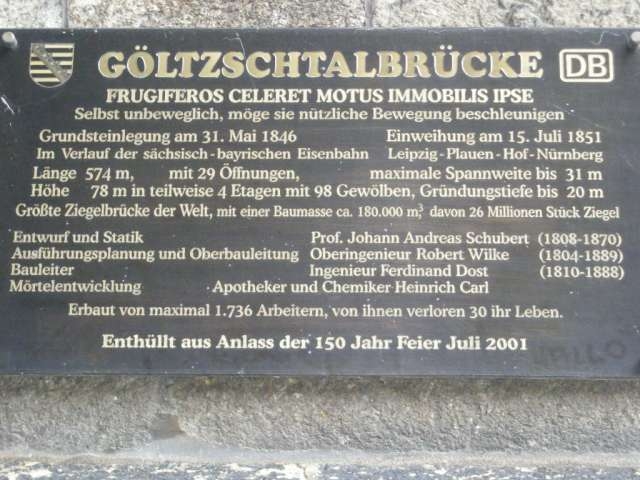 GÖLTZSCHTALBRÜCKE DB
FRUGIFEROS CELERET MOTUS IMMOBILIS IPSE
Selbst unbeweglich, möge sie nützliche Bewegung beschleunigen
Grundsteinlegung am 31. Mai 1846 Einweihung am 15. Juli 1851
Im Verlauf der sächsisch-bayrischen Eisenbahn Leipzig-Plauen-Hof-Nürnberg
Länge 574 m, mit 29 Öffnungen, maximale Spannweite bis 31 m
Höhe 78 m in teilweise 4 Etagen mit 98 Gewölben, Gründungstiefe bis 20 m
Größte Ziegelbrücke der Welt, mit einer Baumasse ca. 180.000 m³ davon 26 Millionen Stück Ziegel
Entwurf und Statik Prof. Johann Andreas Schubert (1808-1870)
Ausführungsplanung und Oberbauleitung Oberingenieur Robert Wilke (1804-1889)
Bauleiter Ingenieur Ferdinand Dost (1810-1888)
Mörtelentwicklung Apotheker und Chemiker Heinrich Carl
Erbaut von maximal 1.736 Arbeitern, von ihnen verloren 30 ihr Leben.
Enthüllt aus Anlass der 150 Jahr Feier Juli 2001